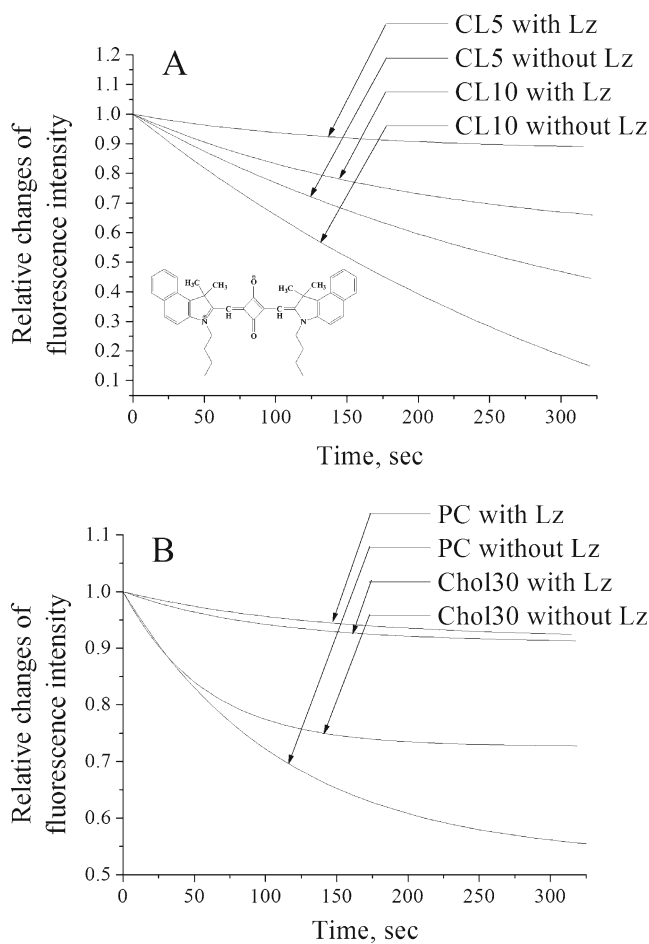 CL5 with Lz
CL5 without Lz
CL10 with Lz
CL10 without Lz
A
1.2
1.0
0.9
0.8
0.7
0.5
0.4
0.3
0.2
0.1
Relative changes of
fluorescence intensity
H₃C CH₃
CH₃ CH₃
O
N C H C H N
O
0 50 100 150 200 250 300
Time, sec
PC with Lz
PC without Lz
Chol30 with Lz
Chol30 without Lz
B
1.1
1.0
0.9
0.8
0.7
0.6
0.5
Relative changes of
fluorescence intensity
0 50 100 150 200 250 300
Time, sec